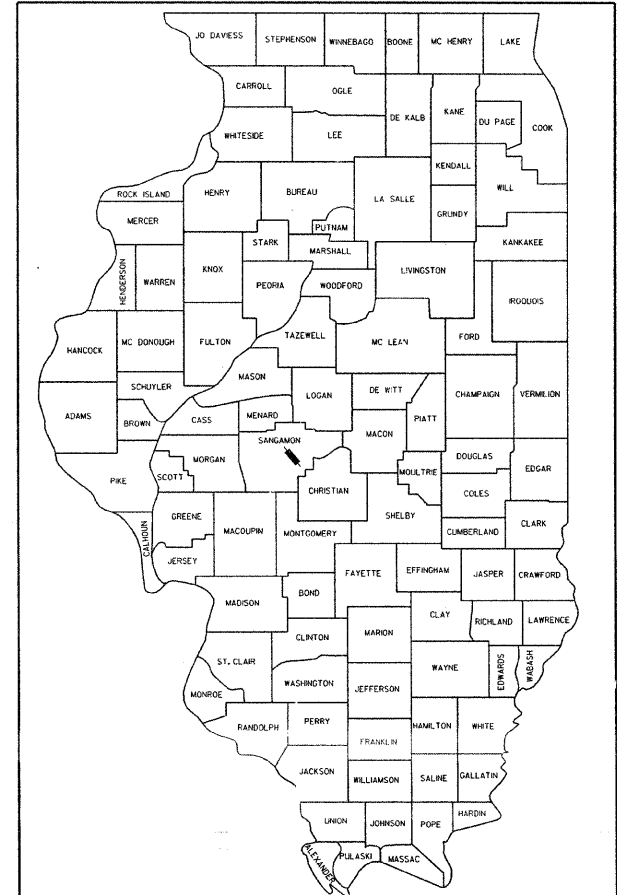 JO DAVIESS STEPHENSON WINNEBAGO BOONE MC HENRY LAKE
CARROLL OGLE DE KALB KANE DU PAGE COOK
WHITESIDE LEE
KENDALL WILL
ROCK ISLAND HENRY BUREAU LA SALLE
MERCER PUTNAM GRUNDY
STARK MARSHALL KANKAKEE
HENDERSON WARREN KNOX PEORIA WOODFORD LIVINGSTON
IROQUOIS
HANCOCK MC DONOUGH FULTON TAZEWELL MC LEAN FORD
MASON
SCHUYLER LOGAN DE WITT CHAMPAIGN VERMILION
ADAMS BROWN CASS MENARD PIATT
SANGAMON MACON
PIKE SCOTT MORGAN MOULTRIE DOUGLAS EDGAR
CHRISTIAN COLES
CALHOUN GREENE MACOUPIN MONTGOMERY SHELBY CUMBERLAND CLARK
JERSEY FAYETTE EFFINGHAM JASPER CRAWFORD
MADISON BOND
CLAY RICHLAND LAWRENCE
CLINTON MARION
ST. CLAIR WAYNE EDWARDS WABASH
WASHINGTON JEFFERSON
MONROE
RANDOLPH PERRY HAMILTON WHITE
FRANKLIN
JACKSON WILLIAMSON SALINE GALLATIN
UNION JOHNSON POPE HARDIN
ALEXANDER PULASKI MASSAC